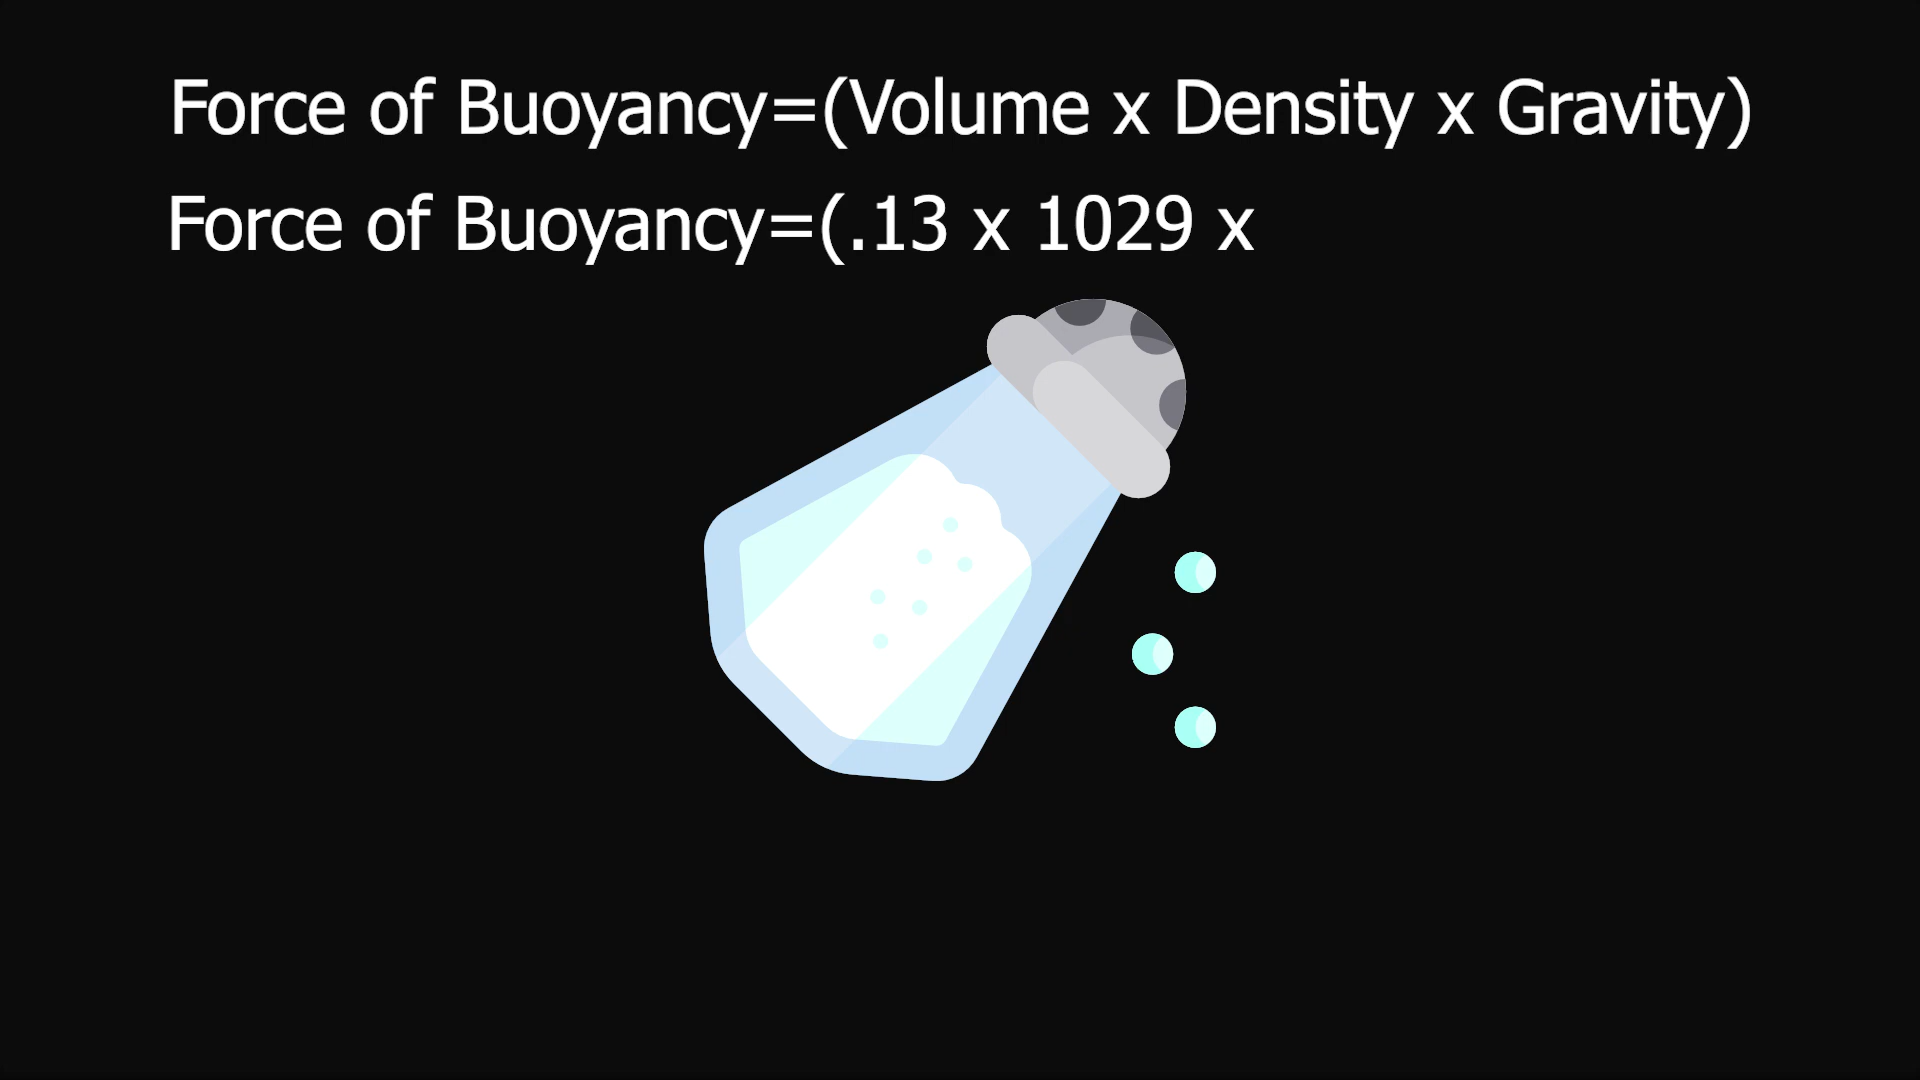 Force of Buoyancy=(Volume x Density x Gravity)
Force of Buoyancy=(.13 x 1029 x